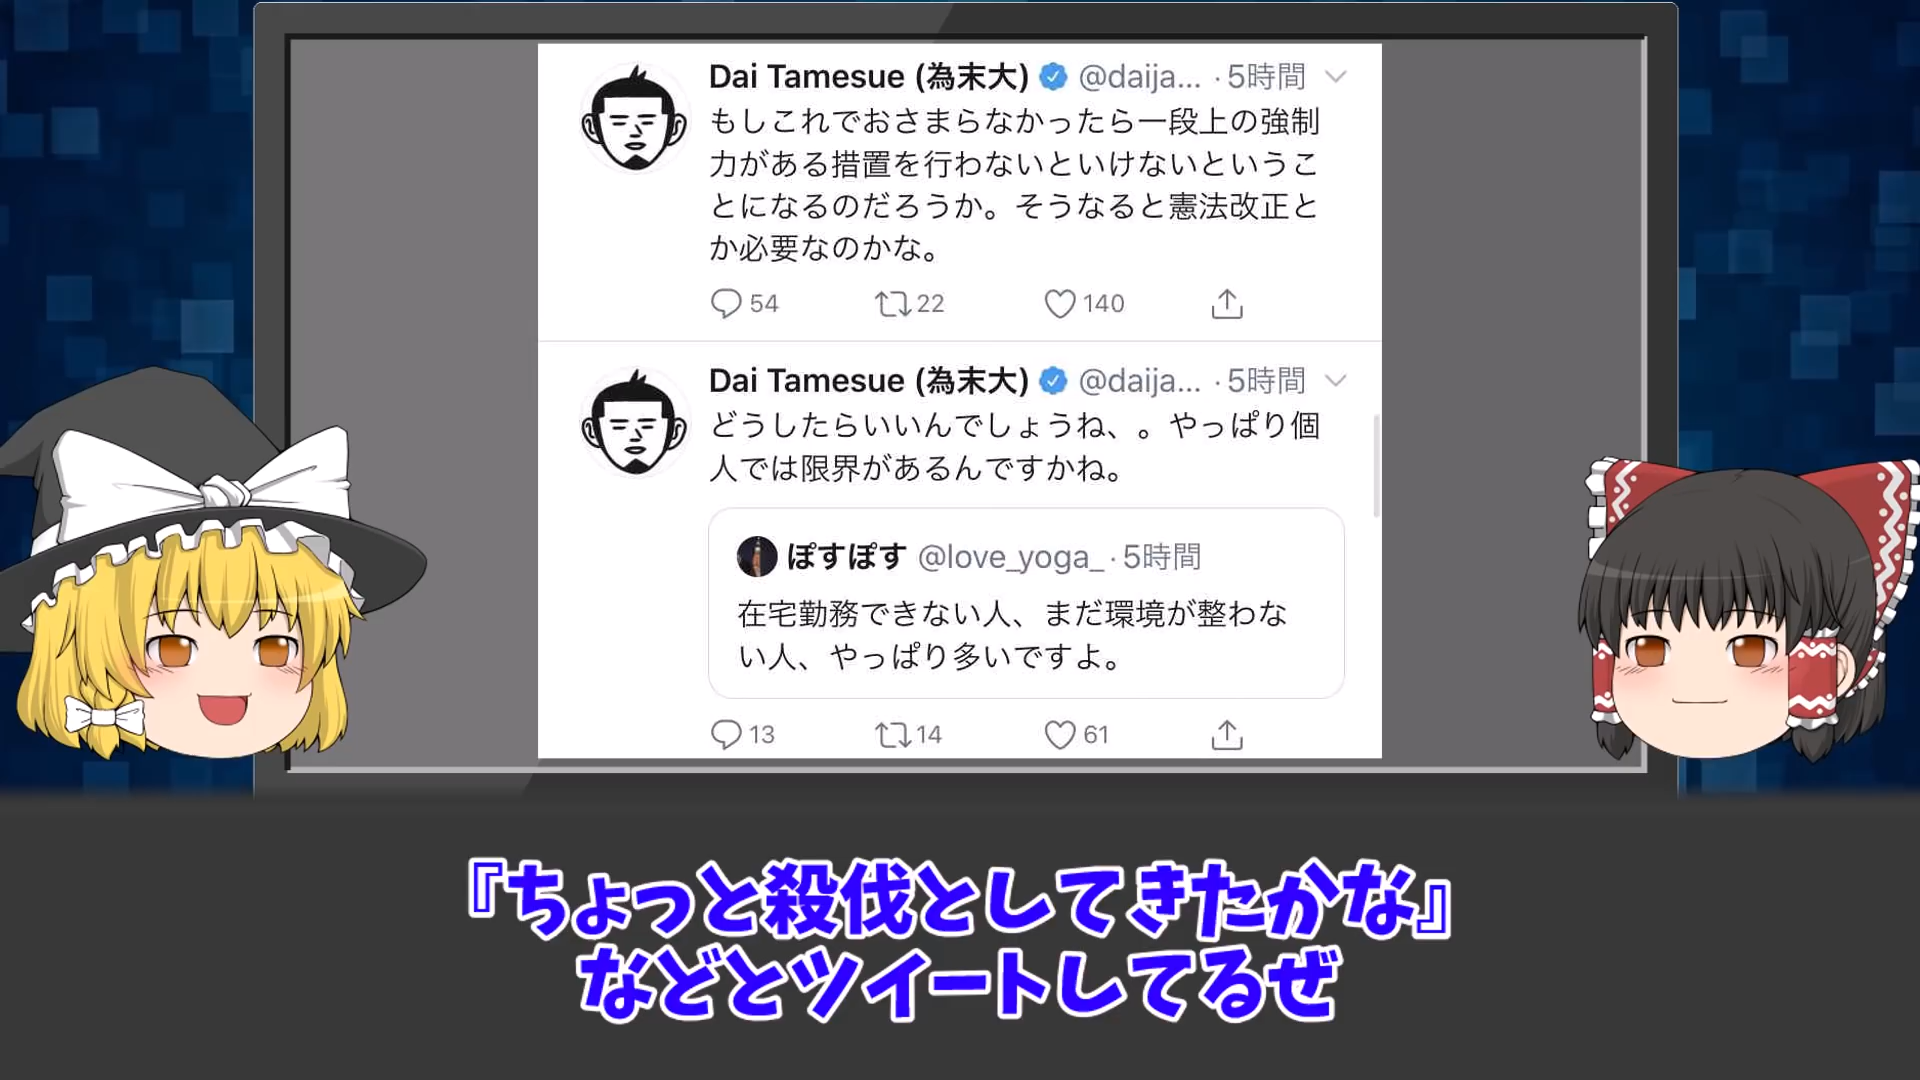 Dai Tamesue (為末大) @daija... · 5時間
もしこれでおさまらなかったら一段上の強制
力がある措置を行わないといけないというこ
とになるのだろうか。そうなると憲法改正と
か必要なのかな。
54 22 140
Dai Tamesue (為末大) @daija... · 5時間
どうしたらいいんでしょうね、。やっぱり個
人では限界があるんですかね。
ぽすぽす @love_yoga_ · 5時間
在宅勤務できない人、まだ環境が整わな
い人、やっぱり多いですよ。
13 14 61
『ちょっと殺伐としてきたかな』
などとツイートしてるぜ